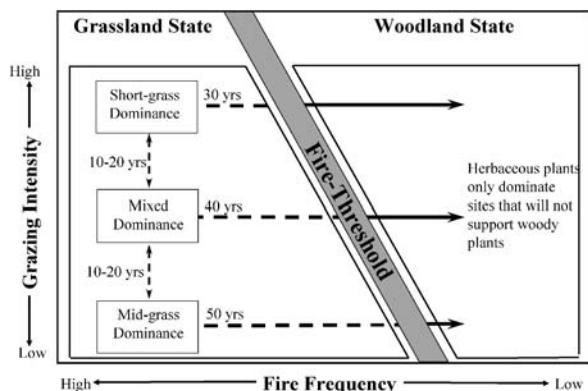 Grassland State
Woodland State
High
Short-grass
Dominance
30 yrs
10-20 yrs
Mixed Dominance
40 yrs
10-20 yrs
Mid-grass
Dominance
50 yrs
Fire-Threshold
Herbaceous plants
only dominate
sites that will not
support woody
plants
Grazing Intensity
Low
High
Fire Frequency
Low